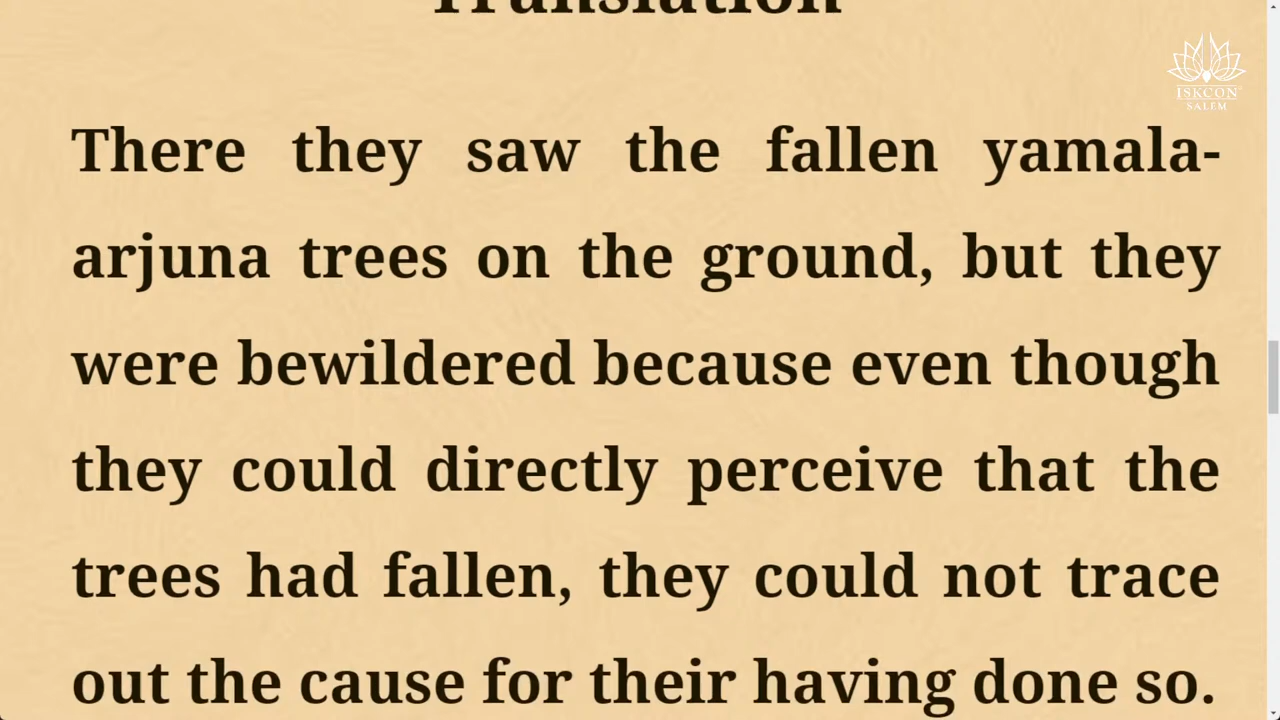 Translation
ISKCON
SALEM
There they saw the fallen yamala-
arjuna trees on the ground, but they
were bewildered because even though
they could directly perceive that the
trees had fallen, they could not trace
out the cause for their having done so.